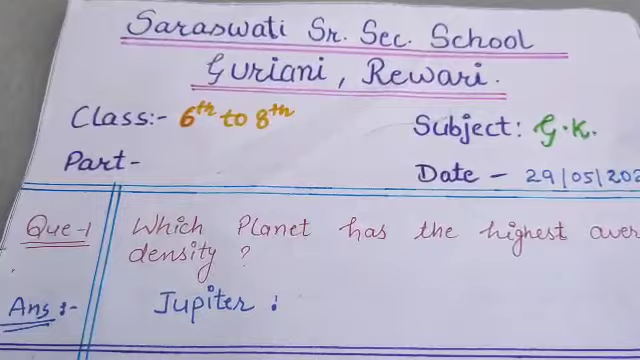 Saraswati Sr. Sec. School
Guriani, Rewari.
Class:- 6th to 8th
Subject: G.K.
Part-
Date - 29/05/202
Que-1 Which Planet has the highest aver
density ?
Ans :- Jupiter :